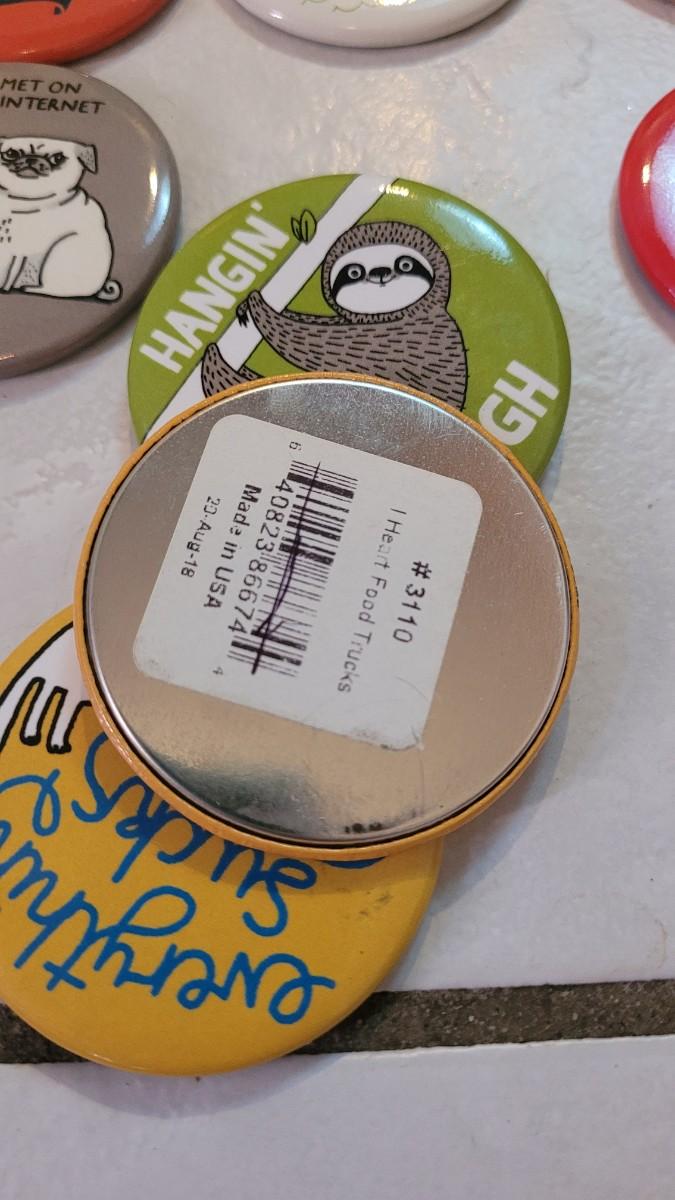 MET ON
INTERNET
HANGIN'
GH
#3110
I Heart Food Trucks
6 40823 86674 4
Made in USA
20-Aug-18
everything
sucks